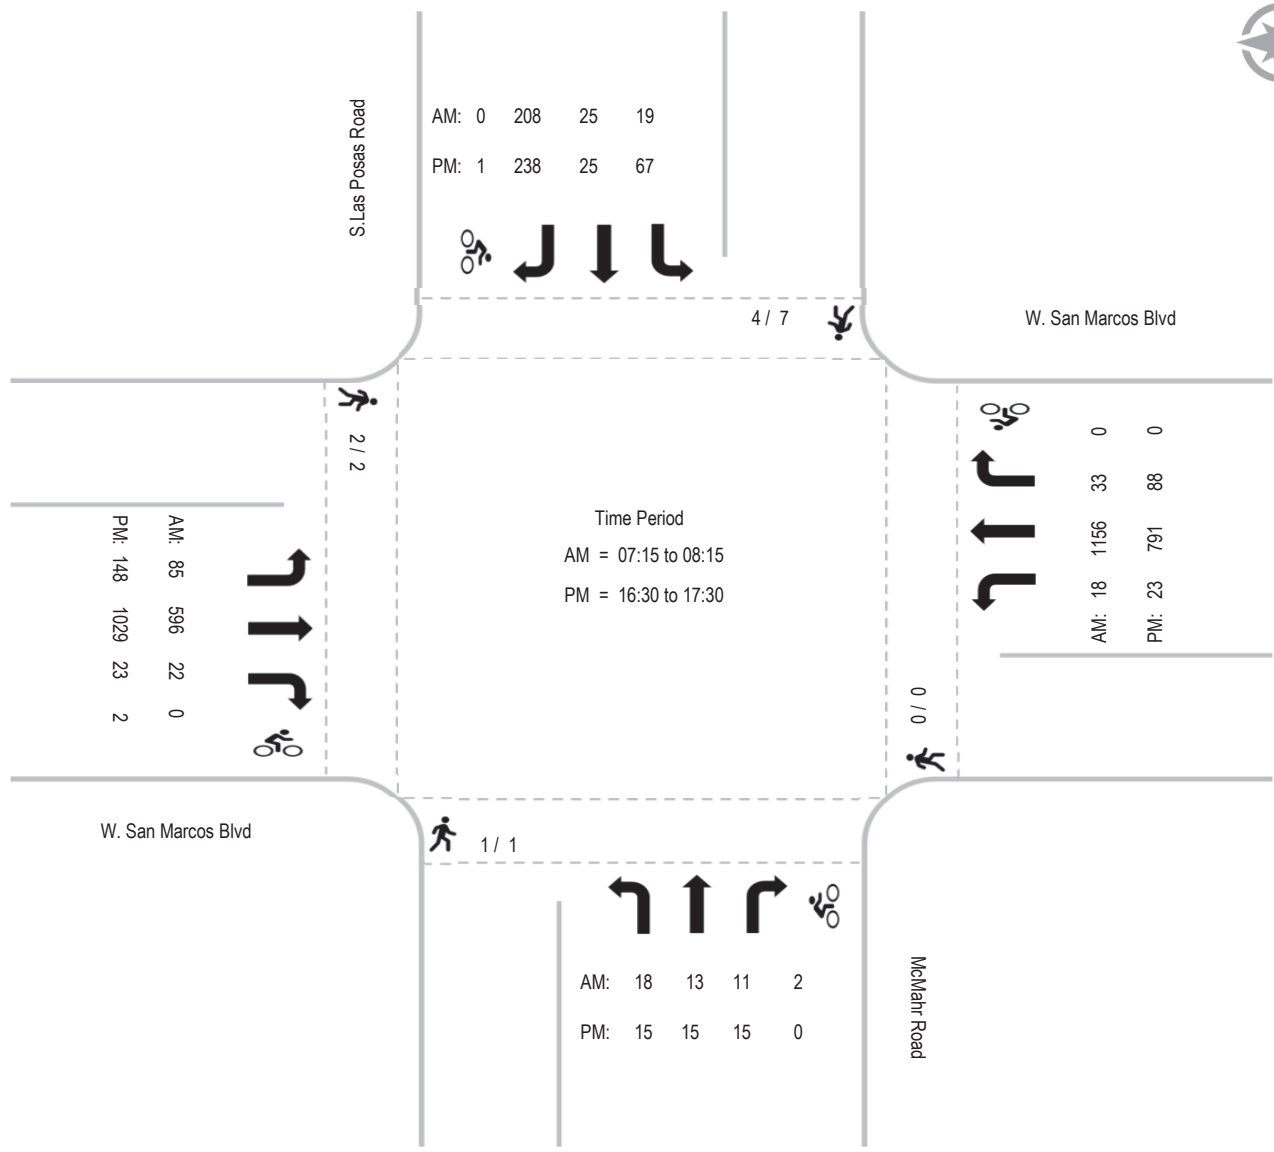 S.Las Posas Road
AM: 0 208 25 19
PM: 1 238 25 67
4 / 7
W. San Marcos Blvd
2 / 2
AM: 85 596 22 0
PM: 148 1029 23 2
Time Period
AM = 07:15 to 08:15
PM = 16:30 to 17:30
AM: 18 1156 33 0
PM: 23 791 88 0
0 / 0
W. San Marcos Blvd
1 / 1
AM: 18 13 11 2
PM: 15 15 15 0
McMahr Road